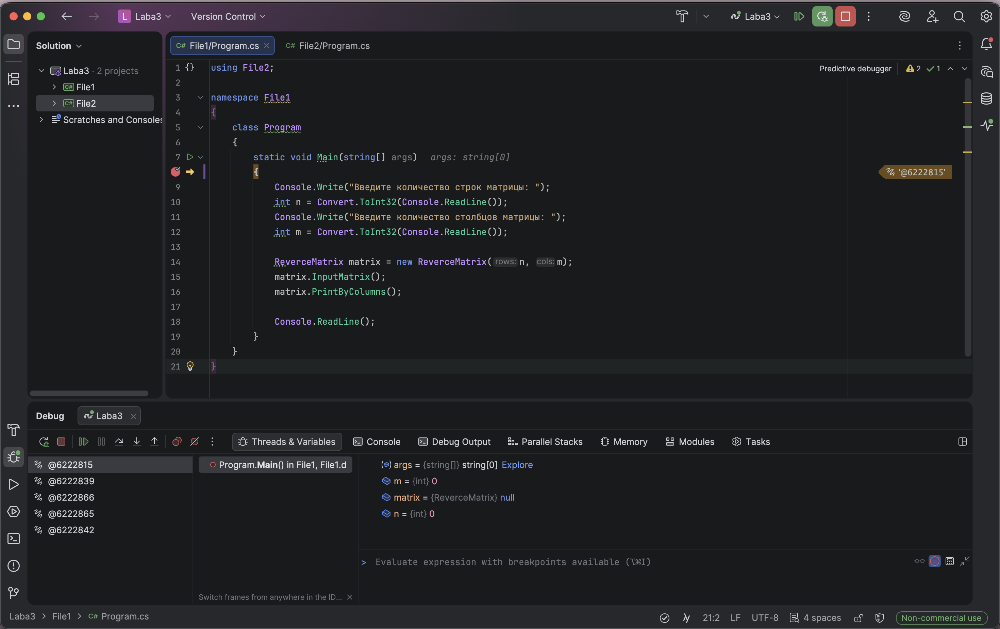 L Laba3 Version Control Laba3
Solution
Laba3 · 2 projects
C# File1
C# File2
Scratches and Consoles
C# File1/Program.cs
C# File2/Program.cs
Predictive debugger 2 1
1 {} using File2;
2
3 namespace File1
4 {
5 class Program
6 {
7 static void Main(string[] args) args: string[0]
{ '@6222815'
9 Console.Write("Введите количество строк матрицы: ");
10 int n = Convert.ToInt32(Console.ReadLine());
11 Console.Write("Введите количество столбцов матрицы: ");
12 int m = Convert.ToInt32(Console.ReadLine());
13
14 ReverceMatrix matrix = new ReverceMatrix(rows: n, cols: m);
15 matrix.InputMatrix();
16 matrix.PrintByColumns();
17
18 Console.ReadLine();
19 }
20 }
21 }
Debug Laba3
Threads & Variables Console Debug Output Parallel Stacks Memory Modules Tasks
@6222815
@6222839
@6222866
@6222865
@6222842
Program.Main() in File1, File1.d
Switch frames from anywhere in the ID...
args = {string[]} string[0] Explore
m = {int} 0
matrix = {ReverceMatrix} null
n = {int} 0
> Evaluate expression with breakpoints available (⌥⌘I)
Laba3 > File1 > C# Program.cs
21:2 LF UTF-8 4 spaces Non-commercial use